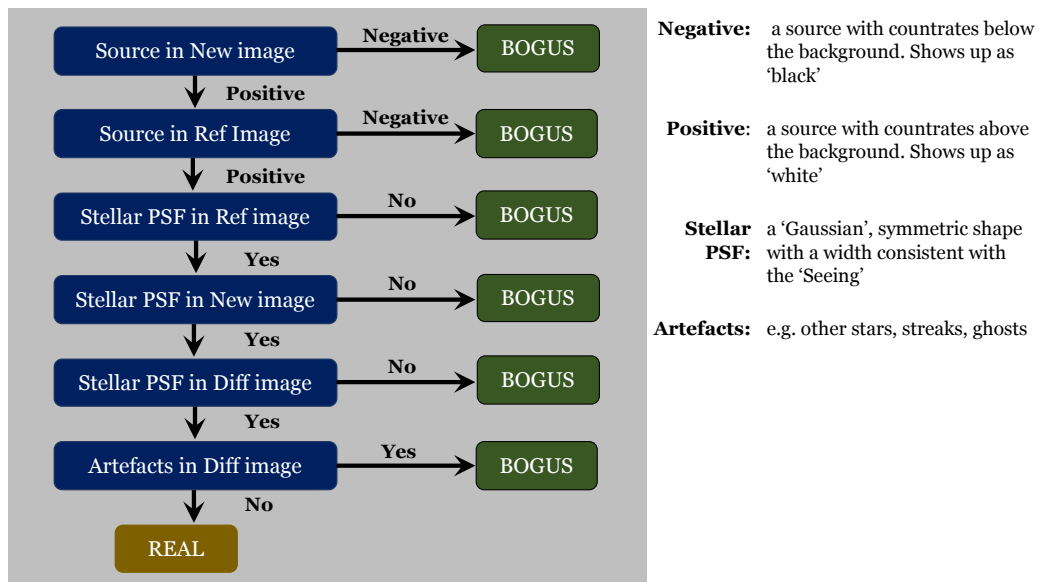 Source in New image
Negative
BOGUS
Positive
Source in Ref Image
Negative
BOGUS
Positive
Stellar PSF in Ref image
No
BOGUS
Yes
Stellar PSF in New image
No
BOGUS
Yes
Stellar PSF in Diff image
No
BOGUS
Yes
Artefacts in Diff image
Yes
BOGUS
No
REAL
Negative: a source with countrates below
the background. Shows up as
‘black’
Positive: a source with countrates above
the background. Shows up as
‘white’
Stellar a ‘Gaussian’, symmetric shape
PSF: with a width consistent with
the ‘Seeing’
Artefacts: e.g. other stars, streaks, ghosts